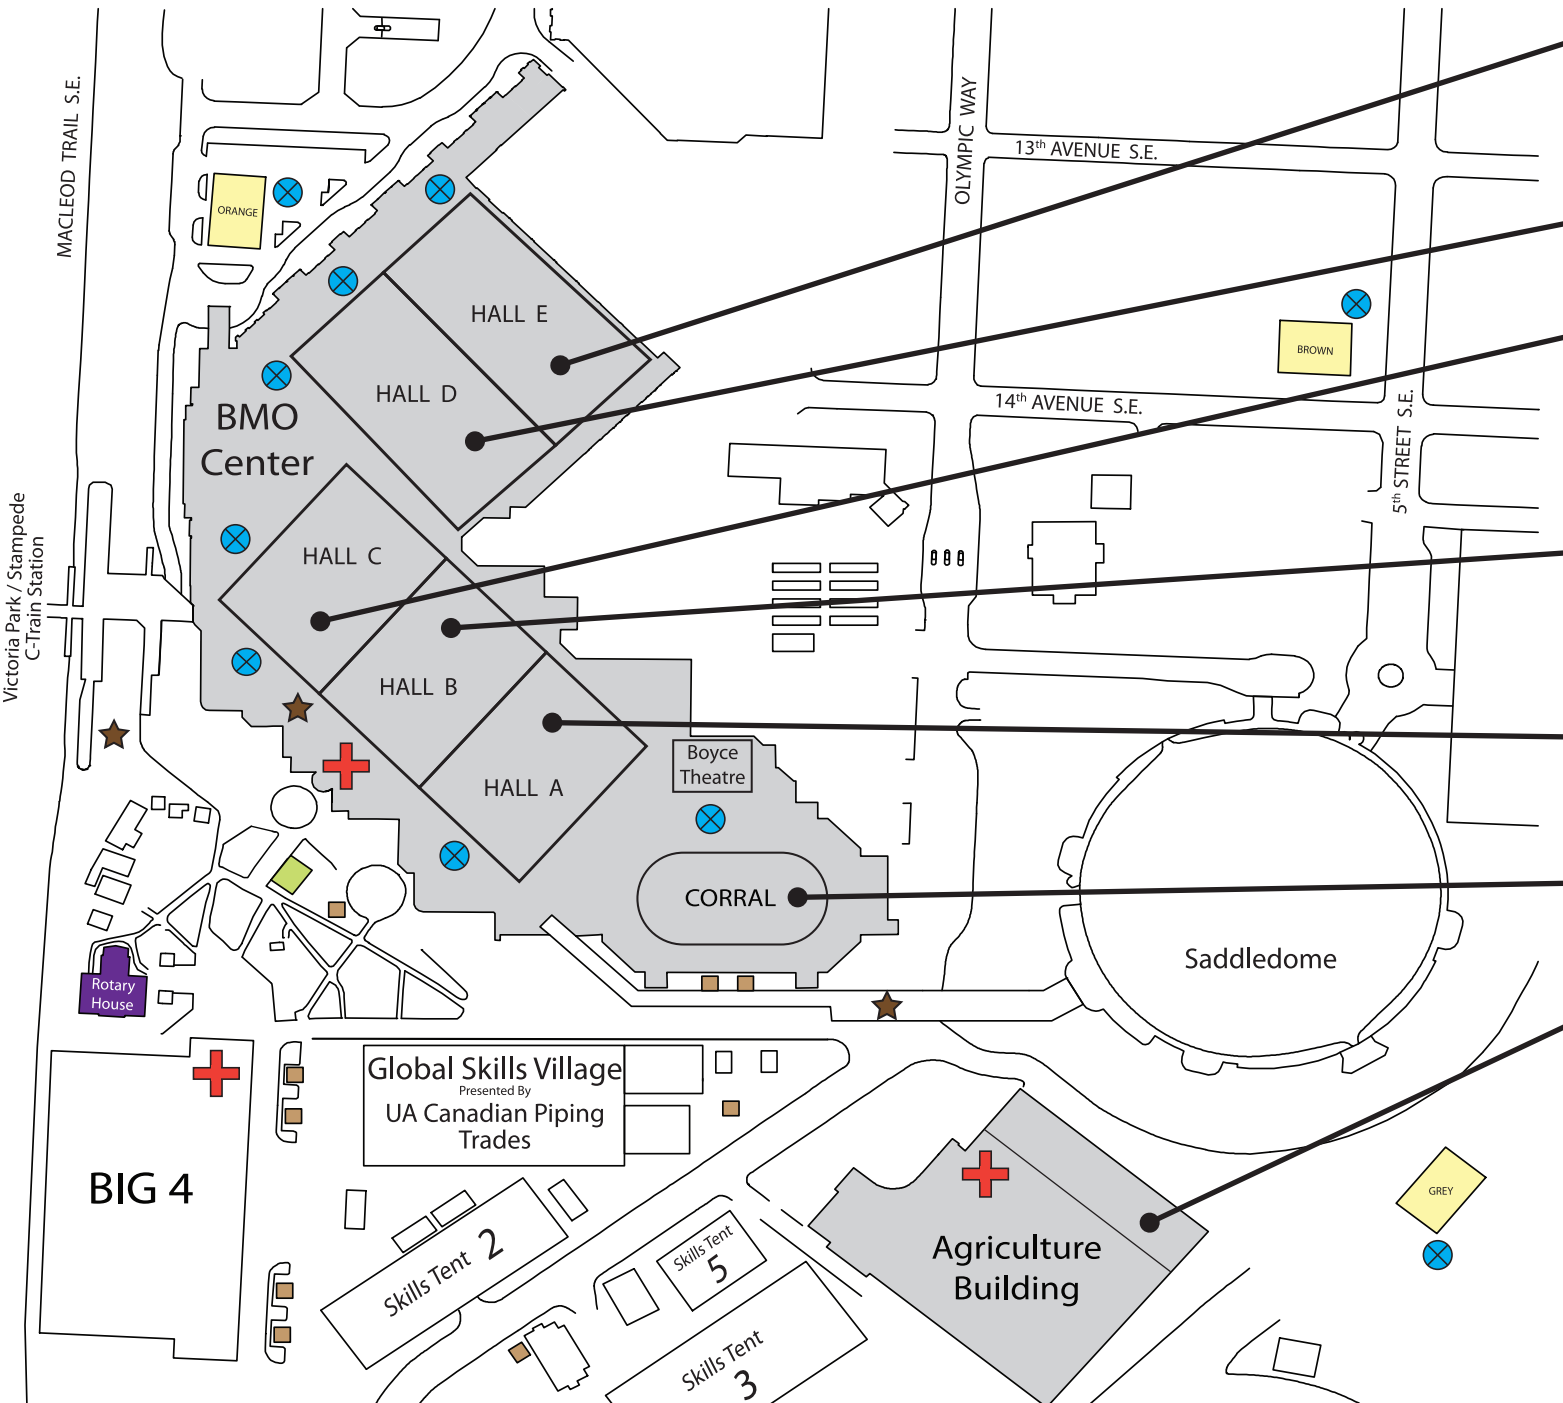 MACLEOD TRAIL S.E.
OLYMPIC WAY
13th AVENUE S.E.
ORANGE
HALL E
BROWN
HALL D
14th AVENUE S.E.
5th STREET S.E.
BMO
Center
Victoria Park / Stampede
C-Train Station
HALL C
HALL B
HALL A
Boyce
Theatre
CORRAL
Saddledome
Rotary
House
Global Skills Village
Presented By
UA Canadian Piping
Trades
BIG 4
GREY
Skills Tent 2
Skills Tent
5
Agriculture
Building
Skills Tent
3